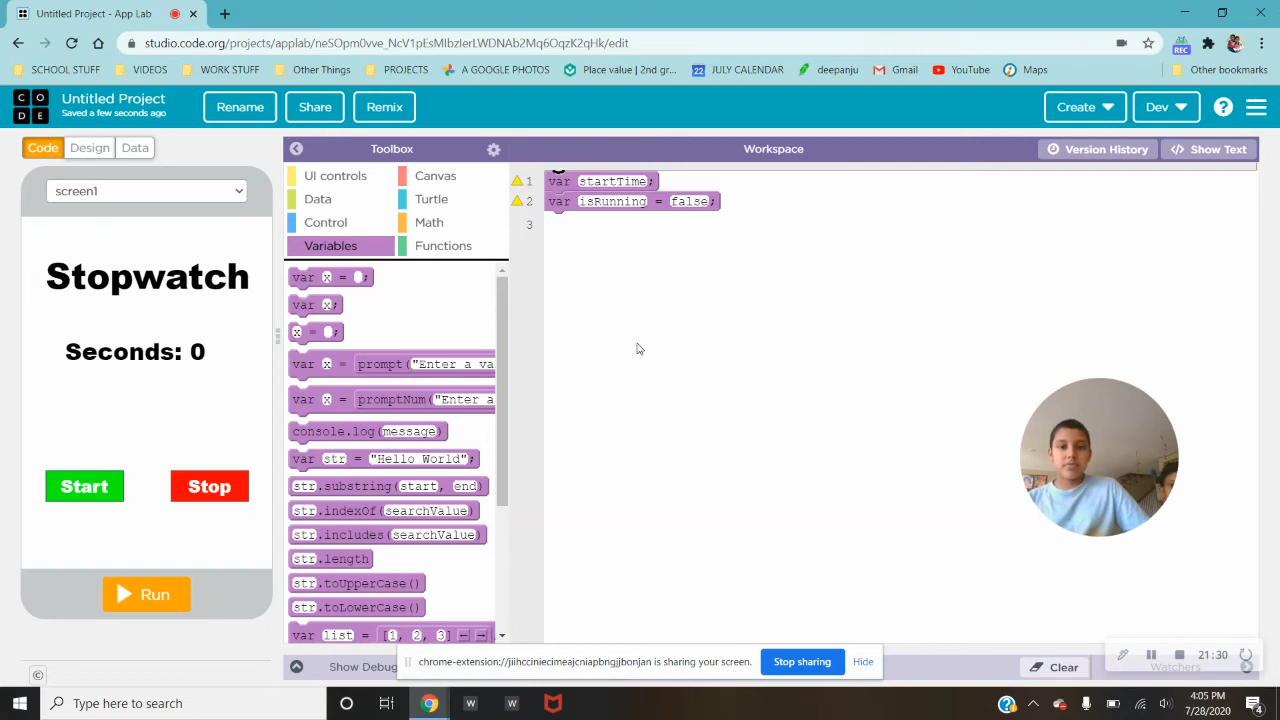 Untitled Project - App Lab
studio.code.org/projects/applab/neSOpm0vve_NcV1pEsMIbzIerLWDNAb2Mq6OqzK2qHk/edit
REC
SCHOOL STUFF
VIDEOS
WORK STUFF
Other Things
PROJECTS
A GOOGLE PHOTOS
Place value | 2nd gr...
22
JULY CALENDAR
deepanju
Gmail
YouTube
Maps
Other bookmarks
CODE
Untitled Project
Saved a few seconds ago
Rename
Share
Remix
Create
Dev
?
Code
Design
Data
Toolbox
Workspace
Version History
</> Show Text
screen1
UI controls
Canvas
Data
Turtle
Control
Math
Variables
Functions
1 var startTime;
2 var isRunning = false;
3
var x = ;
var x;
x = ;
var x = prompt("Enter a va
var x = promptNum("Enter a
console.log(message)
var str = "Hello World";
str.substring(start, end)
str.indexOf(searchValue)
str.includes(searchValue)
str.length
str.toUpperCase()
str.toLowerCase()
var list = [1, 2, 3]
Stopwatch
Seconds: 0
Start
Stop
Run
Show Debug
chrome-extension://jiihcciniecimeajcniapbngjjbonjan is sharing your screen.
Stop sharing
Hide
Clear
Watchers
21:30
©
Type here to search
W
W
4:05 PM
7/28/2020
4